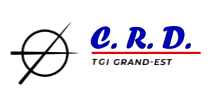 C. R. D.
TGI GRAND-EST